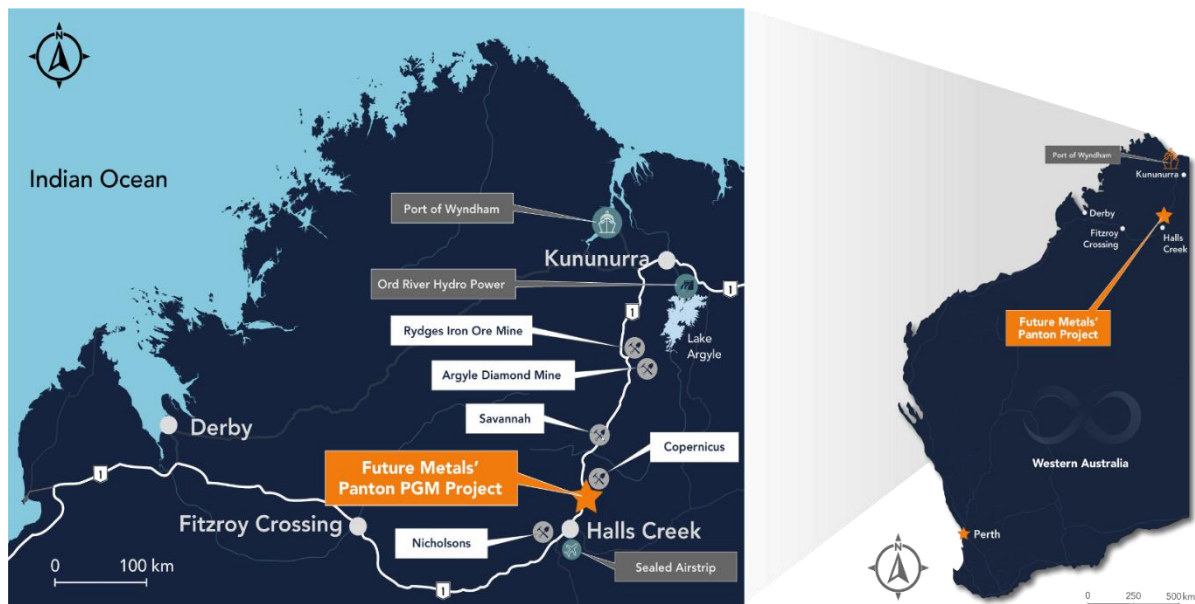 N
Indian Ocean
Port of Wyndham
Kununurra
Ord River Hydro Power
1
1
Rydges Iron Ore Mine
Lake
Argyle
Argyle Diamond Mine
Savannah
Derby
Copernicus
1
Future Metals'
Panton PGM Project
Fitzroy Crossing
Nicholsons
Halls Creek
Sealed Airstrip
0 100 km
1
Port of Wyndham
Kununurra
Derby
Fitzroy
Crossing
Halls
Creek
Future Metals'
Panton Project
Western Australia
Perth
N
0 250 500 km